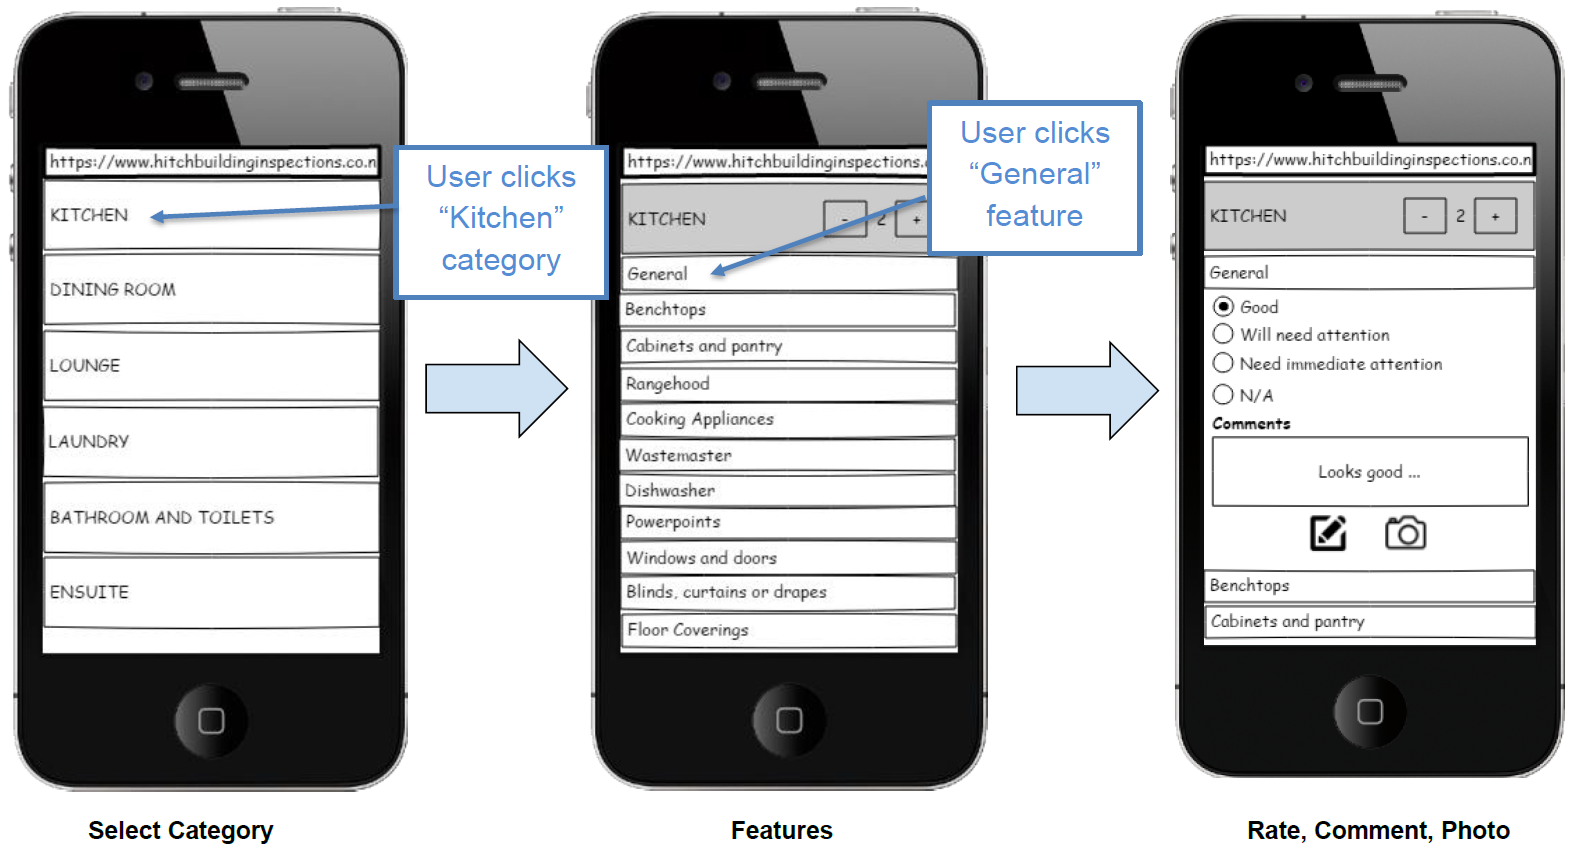 https://www.hitchbuildinginspections.co.n
KITCHEN
DINING ROOM
LOUNGE
LAUNDRY
BATHROOM AND TOILETS
ENSUITE
Select Category
User clicks
“Kitchen”
category
https://www.hitchbuildinginspections.c
KITCHEN - 2 +
General
Benchtops
Cabinets and pantry
Rangehood
Cooking Appliances
Wastemaster
Dishwasher
Powerpoints
Windows and doors
Blinds, curtains or drapes
Floor Coverings
Features
User clicks
“General”
feature
https://www.hitchbuildinginspections.co.n
KITCHEN - 2 +
General
Good
Will need attention
Need immediate attention
N/A
Comments
Looks good ...
Benchtops
Cabinets and pantry
Rate, Comment, Photo